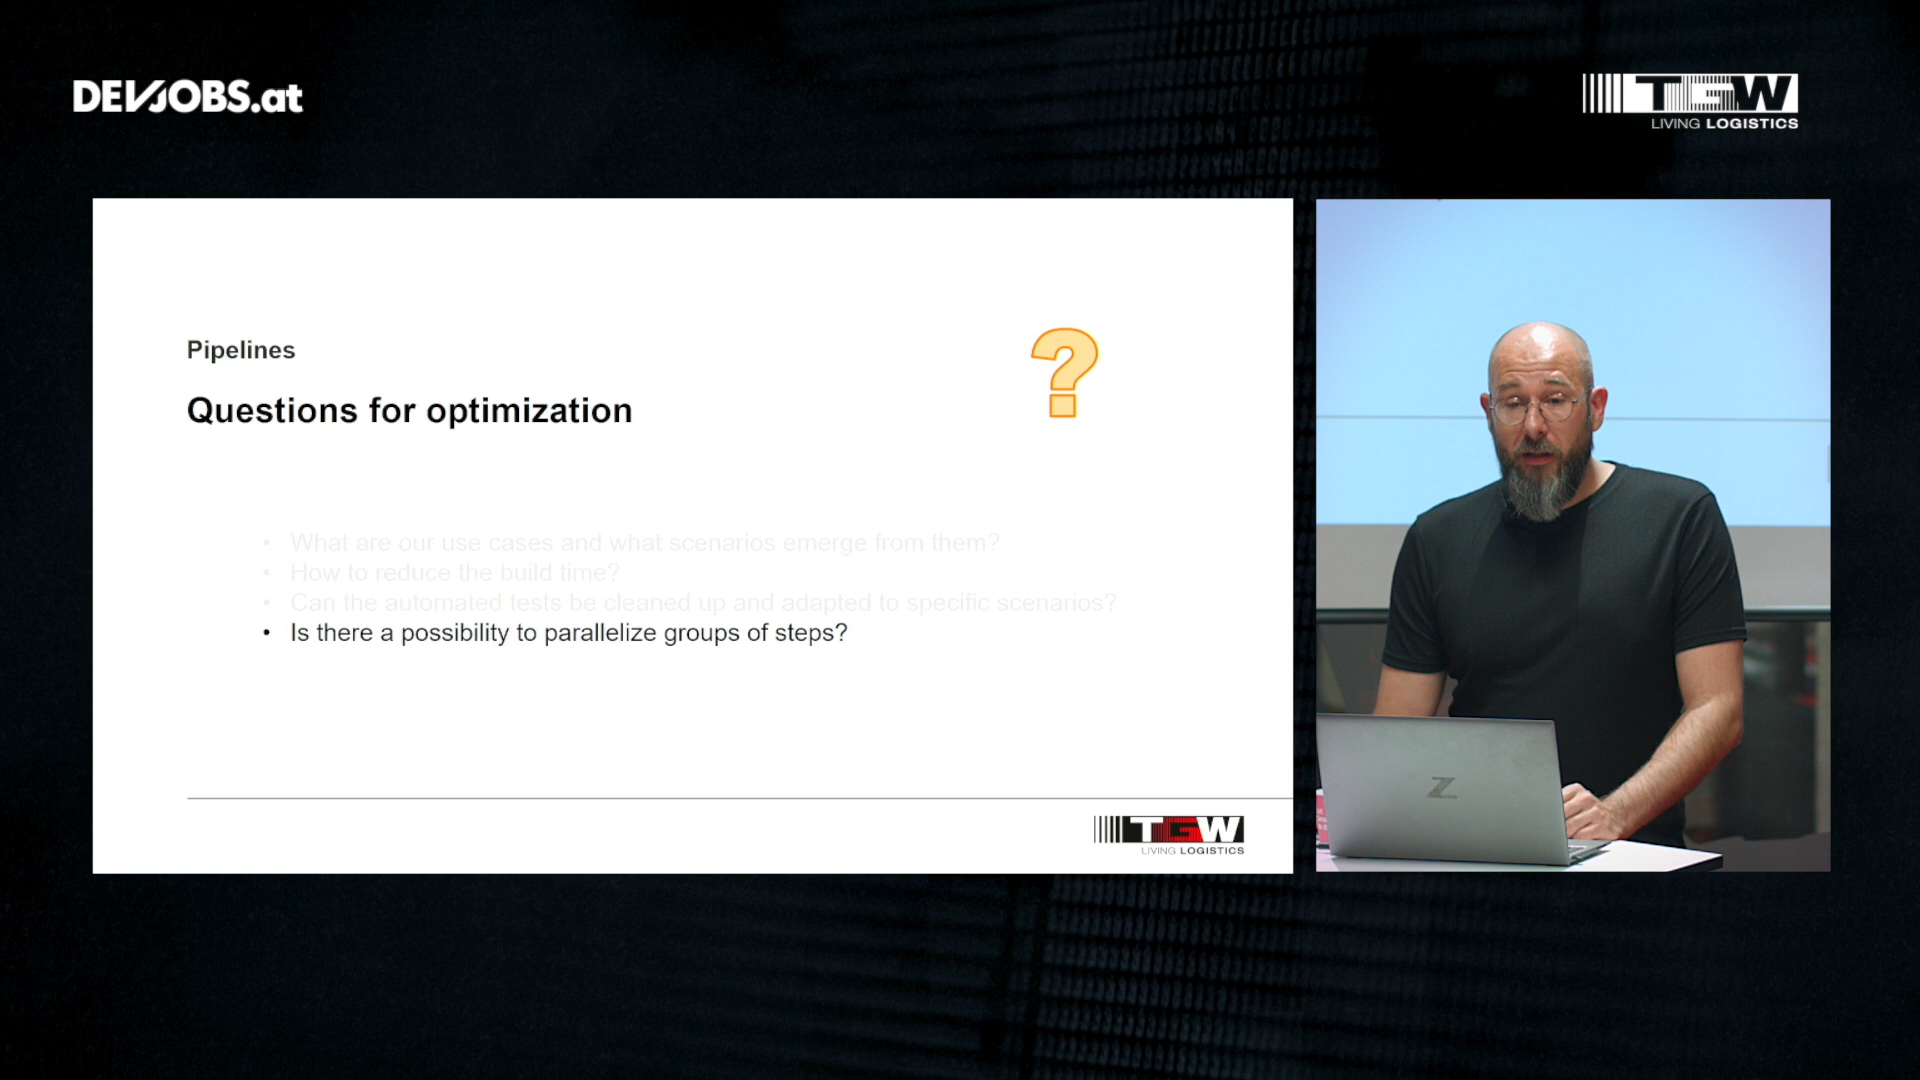 DEVJOBS.at
TGW
LIVING LOGISTICS
Pipelines
Questions for optimization
?
• What are our use cases and what scenarios emerge from them?
• How to reduce the build time?
• Can the automated tests be cleaned up and adapted to specific scenarios?
• Is there a possibility to parallelize groups of steps?
TGW
LIVING LOGISTICS